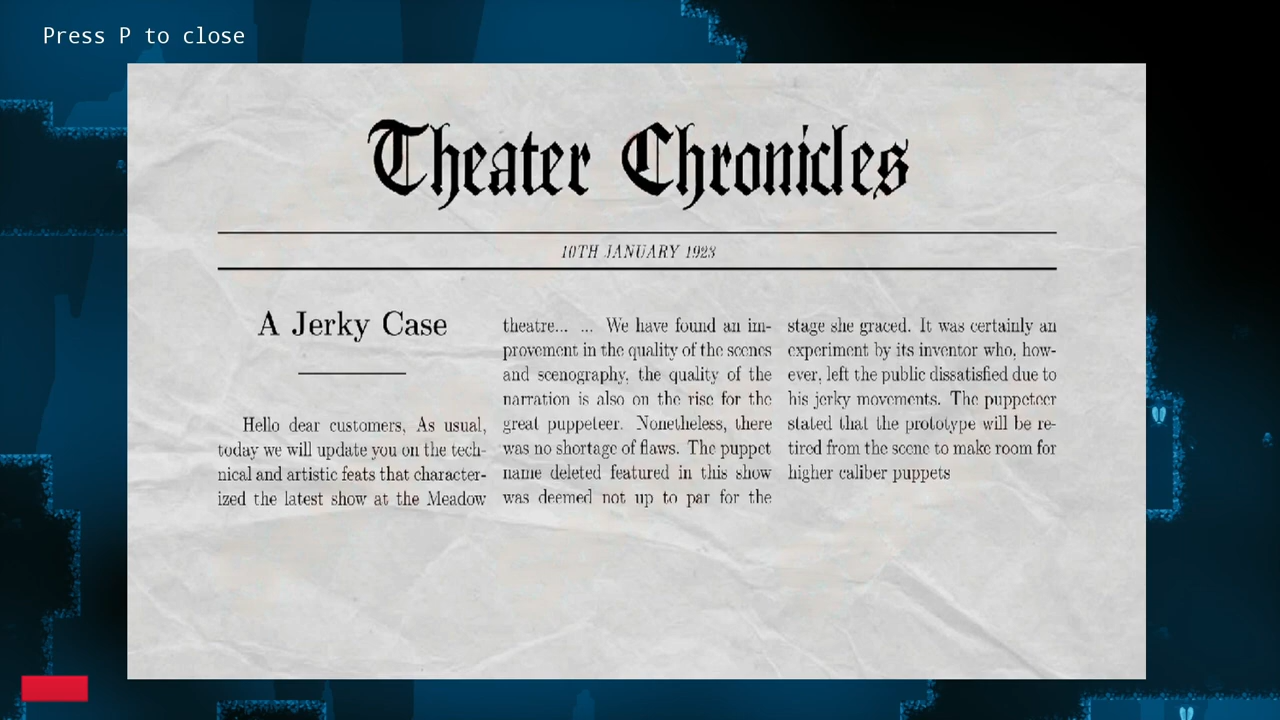 Press P to close
Theater Chronicles
10TH JANUARY 1923
A Jerky Case
Hello dear customers, As usual,
today we will update you on the tech-
nical and artistic feats that character-
ized the latest show at the Meadow
theatre... ... We have found an im-
provement in the quality of the scenes
and scenography, the quality of the
narration is also on the rise for the
great puppeteer. Nonetheless, there
was no shortage of flaws. The puppet
name deleted featured in this show
was deemed not up to par for the
stage she graced. It was certainly an
experiment by its inventor who, how-
ever, left the public dissatisfied due to
his jerky movements. The puppeteer
stated that the prototype will be re-
tired from the scene to make room for
higher caliber puppets